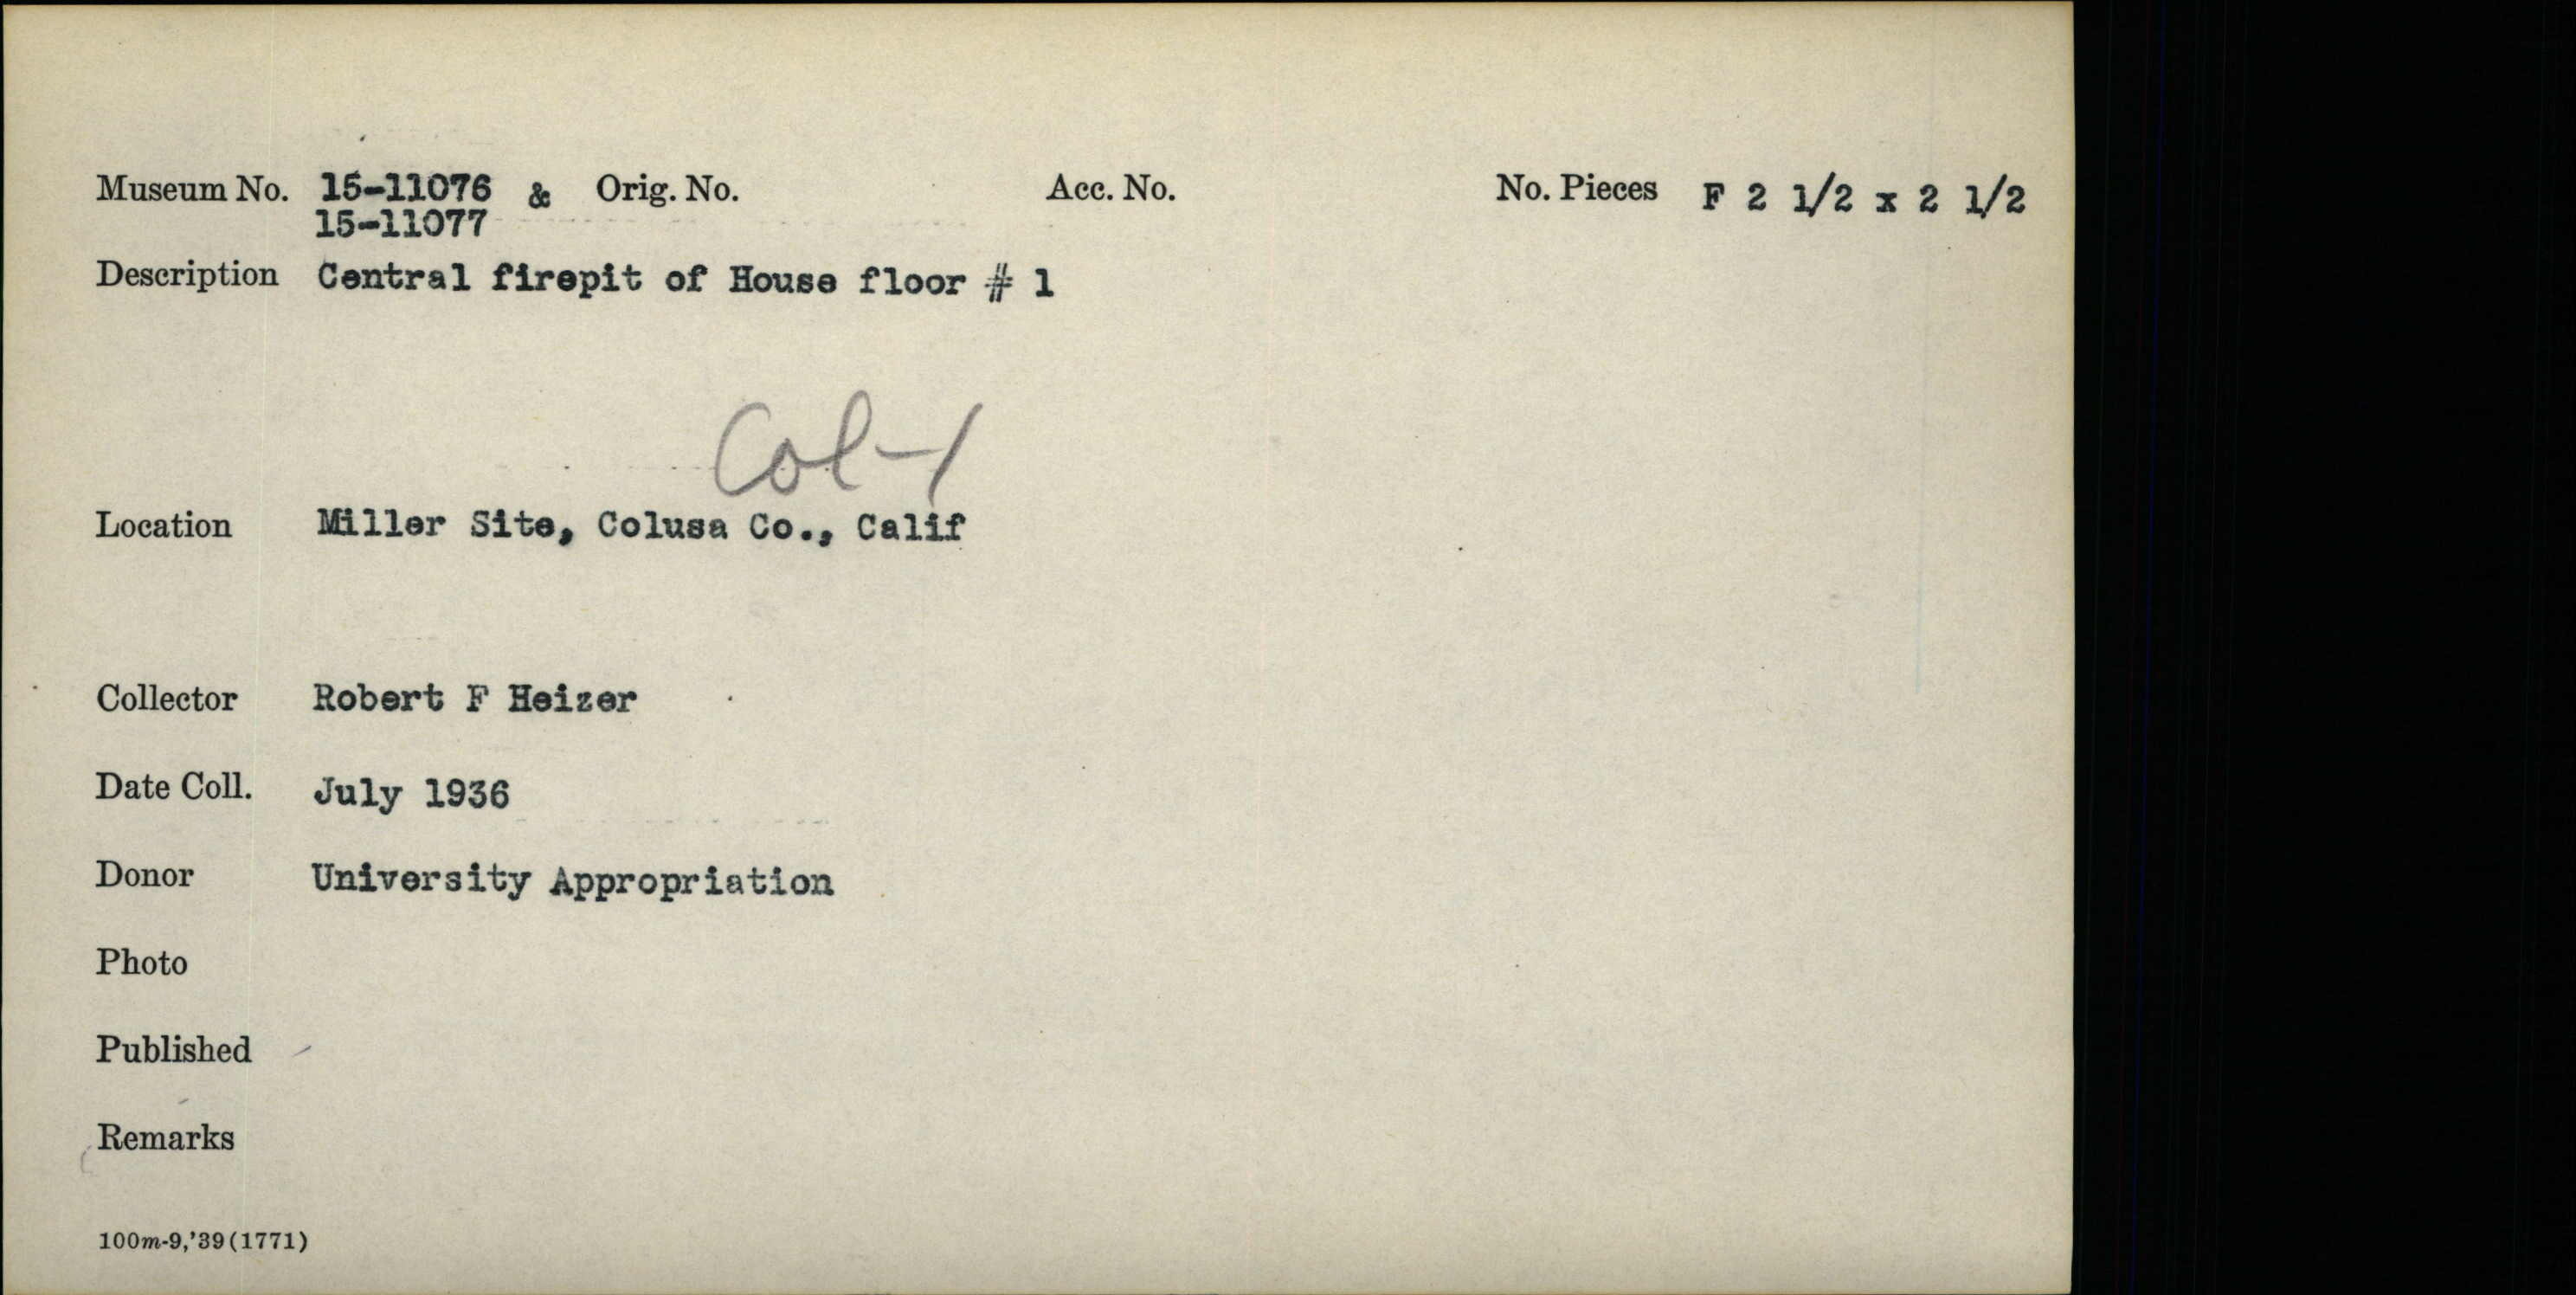 Museum No. 15-11076 & Orig. No. Acc. No. No. Pieces F 2 1/2 x 2 1/2
15-11077
Description Central firepit of House floor # 1
Col-1
Location Miller Site, Colusa Co., Calif
Collector Robert F Heizer
Date Coll. July 1936
Donor University Appropriation
Photo
Published
Remarks
100m-9,'39(1771)